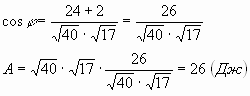 cos φ = (24 + 2) / (√40 · √17) = 26 / (√40 · √17)
A = √40 · √17 · 26 / (√40 · √17) = 26 (Дж)